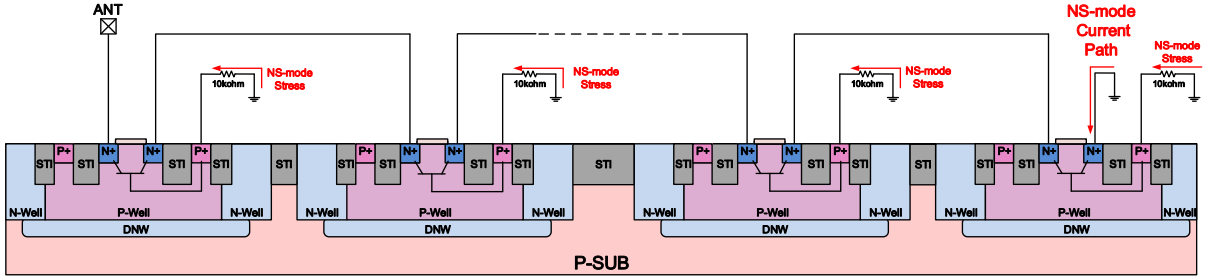 ANT
NS-mode
Current
Path
NS-mode
Stress
10kohm
NS-mode
Stress
10kohm
NS-mode
Stress
10kohm
NS-mode
Stress
10kohm
STI P+ STI N+ N+ STI P+ STI
STI
STI P+ STI N+ N+ STI P+ STI
STI
STI P+ STI N+ N+ STI P+ STI
STI
STI P+ STI N+ N+ STI P+ STI
N-Well P-Well N-Well
N-Well P-Well N-Well
N-Well P-Well N-Well
N-Well P-Well N-Well
DNW DNW DNW DNW
P-SUB